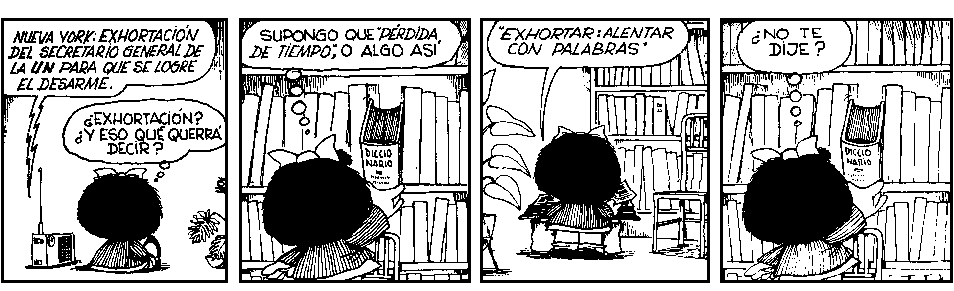 NUEVA YORK: EXHORTACIÓN
DEL SECRETARIO GENERAL DE
LA UN PARA QUE SE LOGRE
EL DESARME.
¿EXHORTACIÓN?
¿Y ESO QUÉ QUERRÁ
DECIR?
SUPONGO QUE "PÉRDIDA
DE TIEMPO", O ALGO ASÍ
DICCIO
NARIO
"EXHORTAR: ALENTAR
CON PALABRAS"
¿NO TE
DIJE?
DICCIO
NARIO